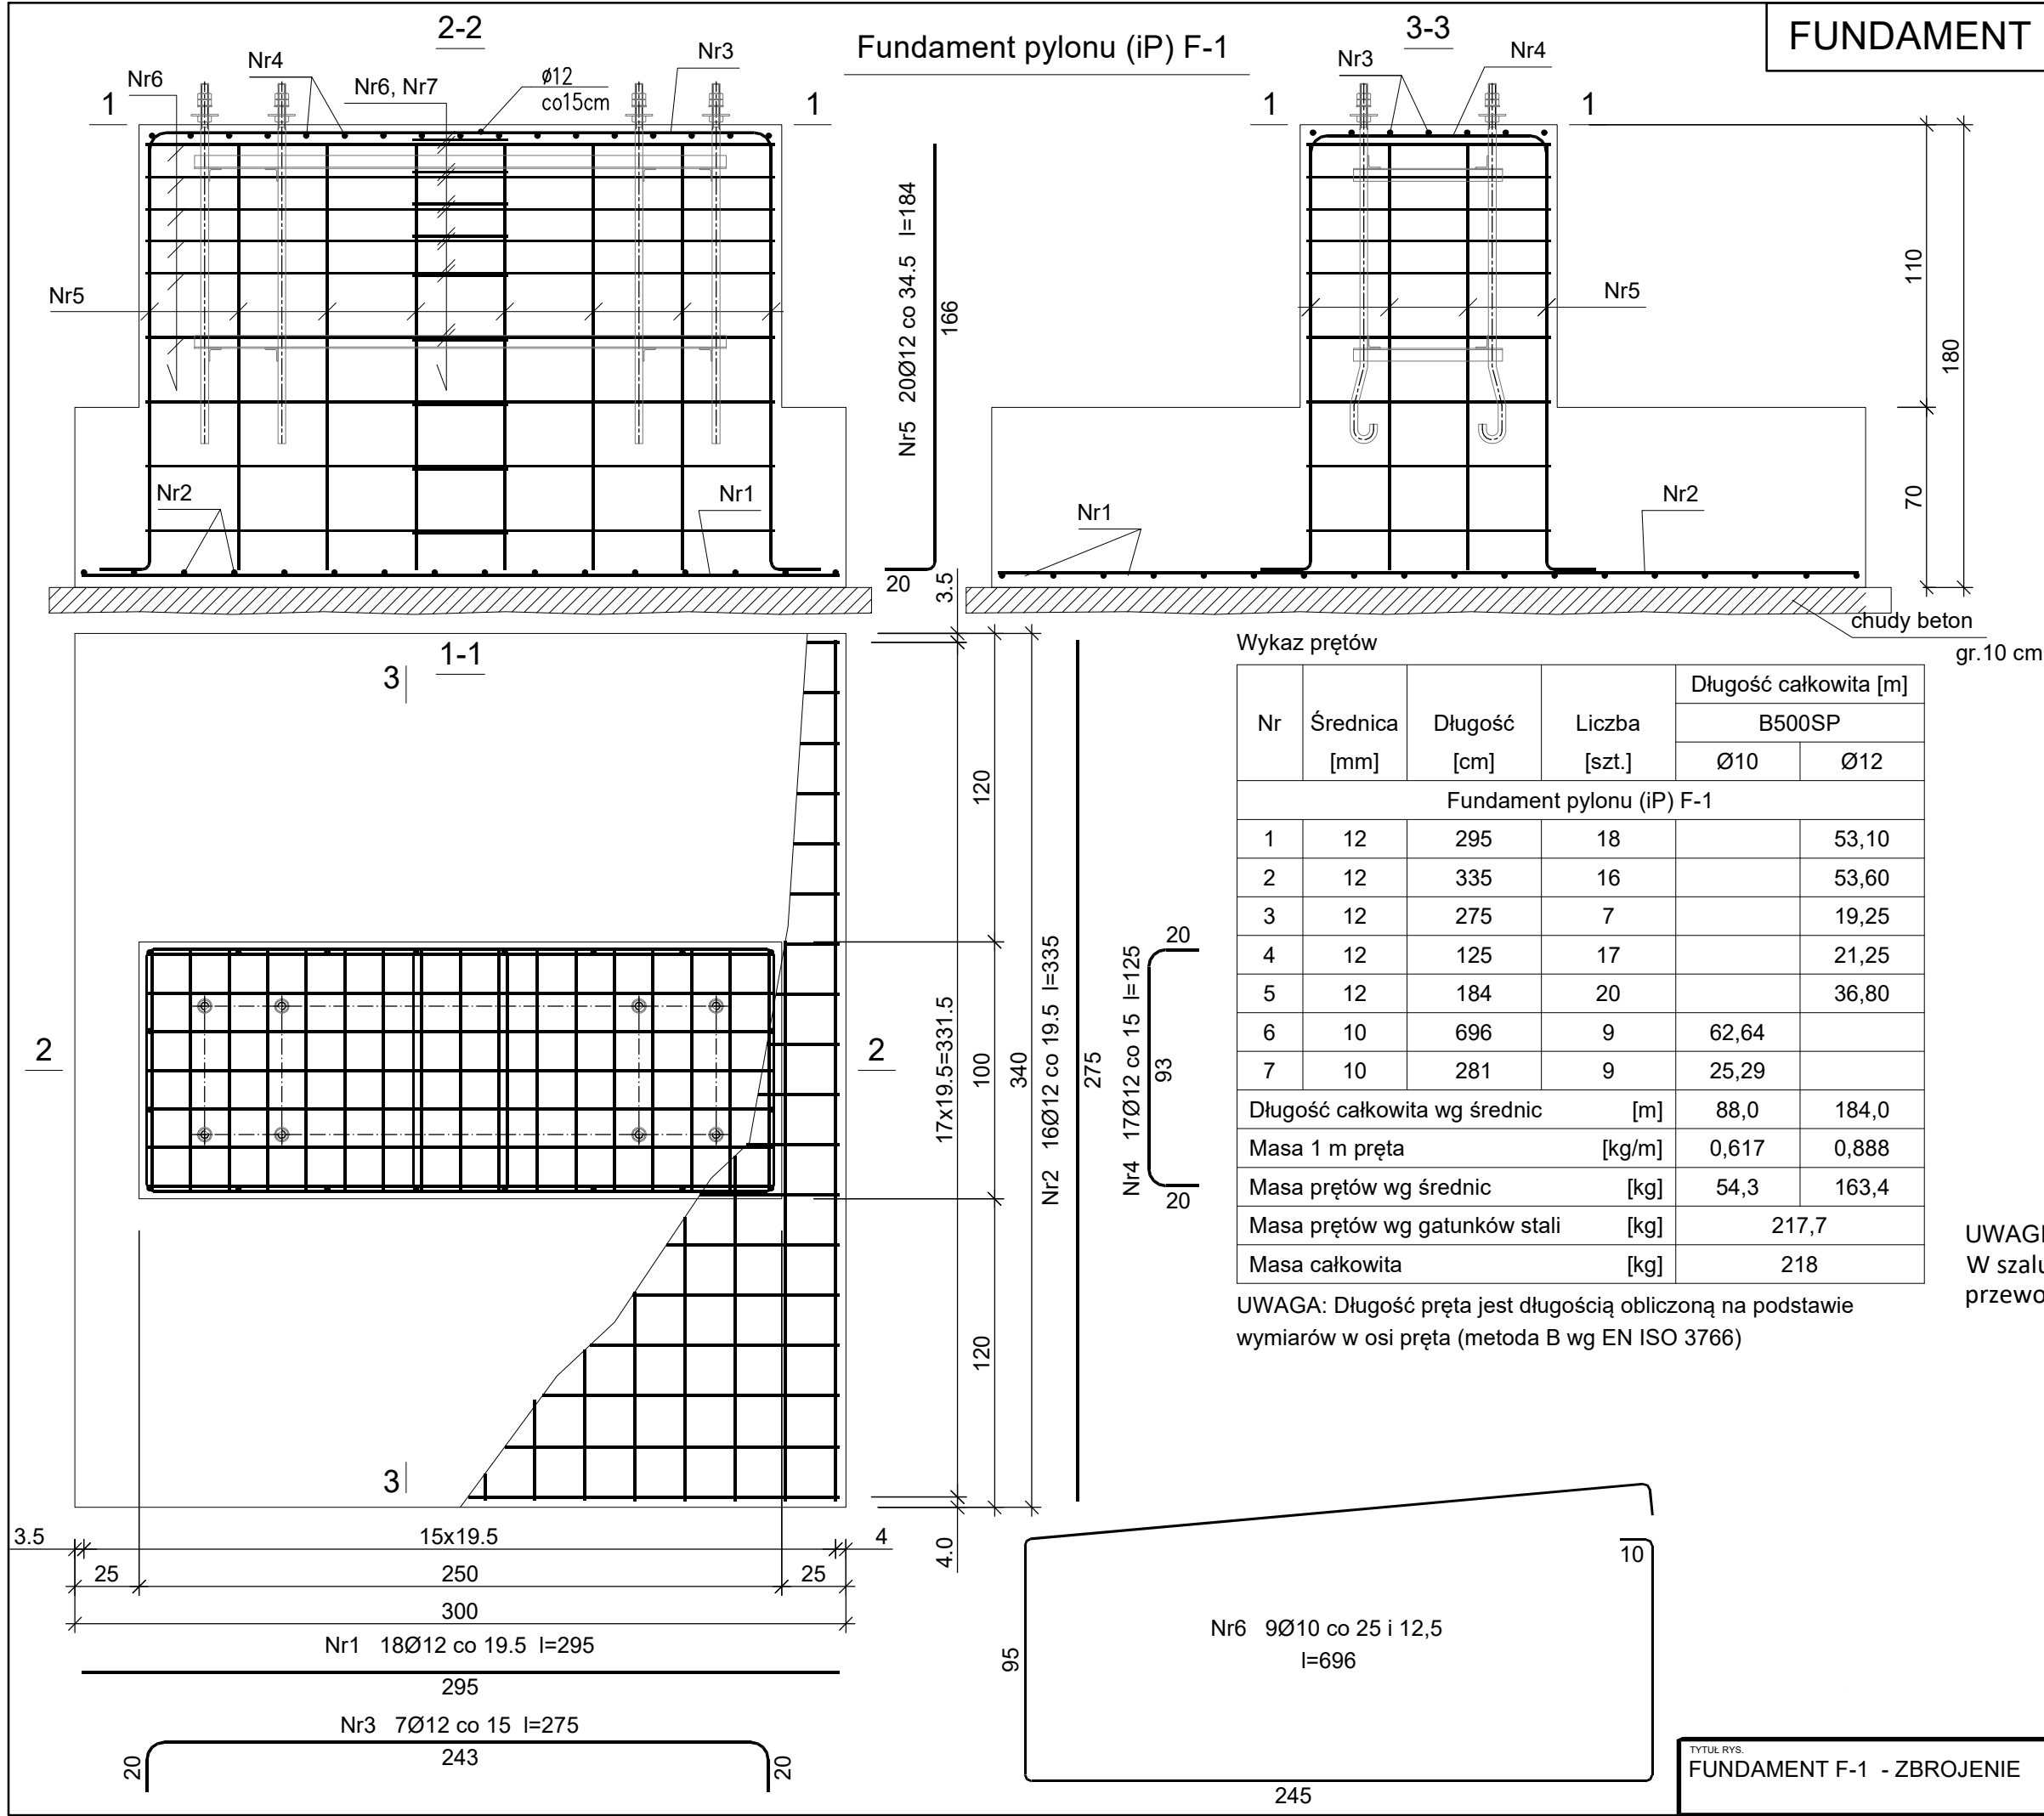 2-2
Fundament pylonu (iP) F-1
3-3
FUNDAMENT
Nr6
Nr4
Nr6, Nr7
ø12
co15cm
Nr3
Nr3
Nr4
1
1
1
1
Nr5
Nr5 20Ø12 co 34.5 l=184
166
20
Nr5
110
180
70
Nr2
Nr1
Nr1
Nr2
chudy beton
gr.10 cm
1-1
3
3
2
2
3.5
120
100
120
17x19.5=331.5
340
4.0
Nr2 16Ø12 co 19.5 l=335
275
Nr4 17Ø12 co 15 l=125
20
93
20
Wykaz prętów
Nr Średnica [mm] Długość [cm] Liczba [szt.] Długość całkowita [m]
B500SP
Ø10 Ø12
Fundament pylonu (iP) F-1
1 12 295 18 53,10
2 12 335 16 53,60
3 12 275 7 19,25
4 12 125 17 21,25
5 12 184 20 36,80
6 10 696 9 62,64
7 10 281 9 25,29
Długość całkowita wg średnic [m] 88,0 184,0
Masa 1 m pręta [kg/m] 0,617 0,888
Masa prętów wg średnic [kg] 54,3 163,4
Masa prętów wg gatunków stali [kg] 217,7
Masa całkowita [kg] 218
UWAGA: Długość pręta jest długością obliczoną na podstawie
wymiarów w osi pręta (metoda B wg EN ISO 3766)
UWAGI
W szalu
przewo
3.5
15x19.5
4
25
250
25
300
Nr1 18Ø12 co 19.5 l=295
295
Nr3 7Ø12 co 15 l=275
20
243
20
10
95
Nr6 9Ø10 co 25 i 12,5
l=696
245
TYTUŁ RYS.
FUNDAMENT F-1 - ZBROJENIE